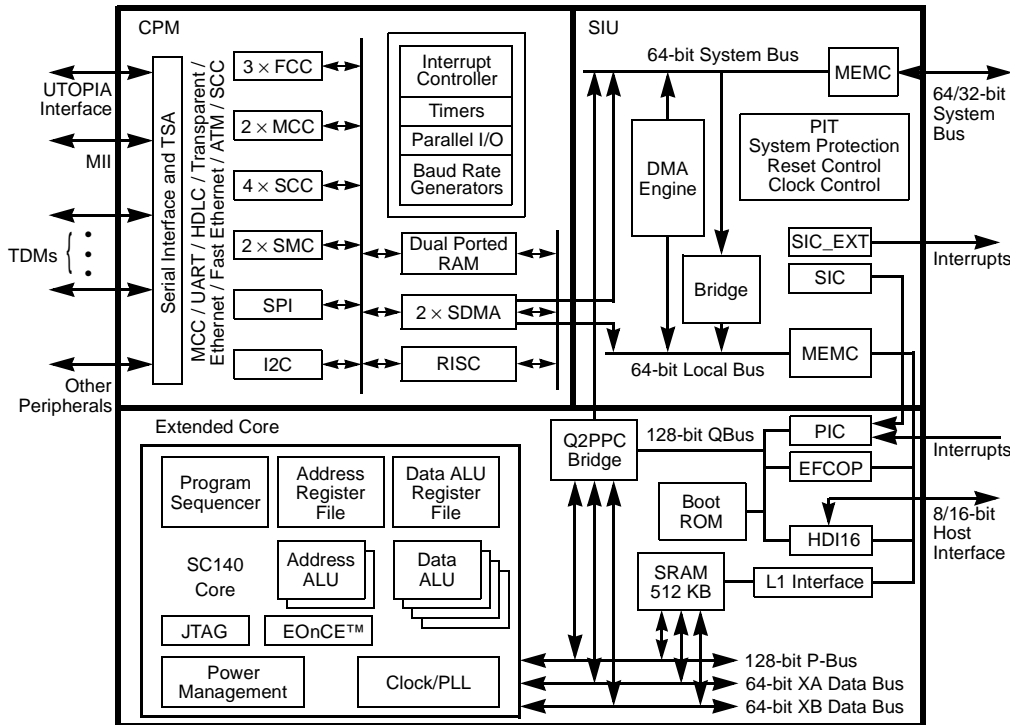 CPM
UTOPIA
Interface
MII
TDMs
Other
Peripherals
Serial Interface and TSA
MCC / UART / HDLC / Transparent /
Ethernet / Fast Ethernet / ATM / SCC
3 × FCC
2 × MCC
4 × SCC
2 × SMC
SPI
I2C
Interrupt
Controller
Timers
Parallel I/O
Baud Rate
Generators
Dual Ported
RAM
2 × SDMA
RISC
SIU
64-bit System Bus
MEMC
64/32-bit
System
Bus
DMA
Engine
PIT
System Protection
Reset Control
Clock Control
SIC_EXT
Interrupts
SIC
Bridge
MEMC
64-bit Local Bus
Extended Core
Program
Sequencer
Address
Register
File
Data ALU
Register
File
SC140
Core
Address
ALU
Data
ALU
JTAG
EOnCE™
Power
Management
Clock/PLL
Q2PPC
Bridge
128-bit QBus
PIC
Interrupts
EFCOP
Boot
ROM
HDI16
8/16-bit
Host
Interface
SRAM
512 KB
L1 Interface
128-bit P-Bus
64-bit XA Data Bus
64-bit XB Data Bus